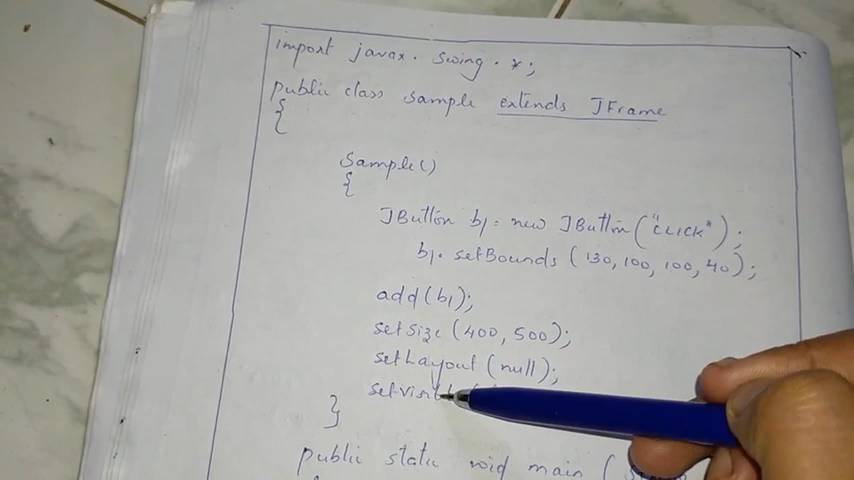 import javax. swing. *;
public class sample extends JFrame
{
sample()
{
JButton b1= new JButton("CLICK");
b1. setBounds (130, 100, 100, 40);
add(b1);
setsize (400, 500);
setLayout (null);
}
public static void main (